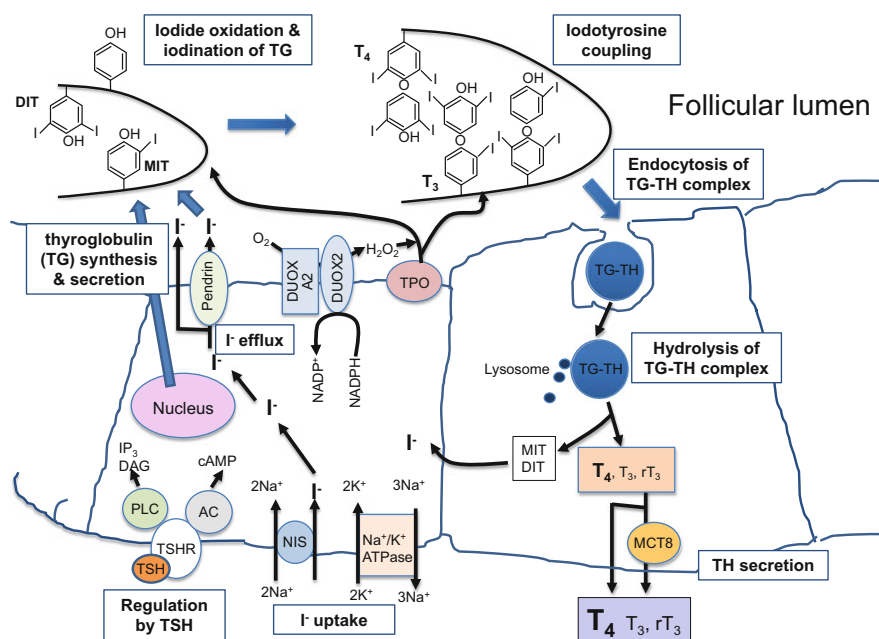 Iodide oxidation &
iodination of TG
Iodotyrosine
coupling
OH
DIT
I
I
OH
OH
I
MIT
T4
I
I
O
I
I
OH
OH
I
I
O
I
T3
OH
I
O
I
I
Follicular lumen
Endocytosis of
TG-TH complex
thyroglobulin
(TG) synthesis
& secretion
I-
I-
Pendrin
O2
DUOX
A2
DUOX2
H2O2
TPO
TG-TH
I- efflux
I-
NADP+
NADPH
Lysosome
TG-TH
Hydrolysis of
TG-TH complex
Nucleus
I-
I-
MIT
DIT
T4, T3, rT3
IP3
DAG
cAMP
PLC
AC
TSHR
TSH
2Na+
I-
NIS
2Na+
2K+
3Na+
Na+/K+
ATPase
2K+
3Na+
MCT8
TH secretion
Regulation
by TSH
I- uptake
T4 T3, rT3